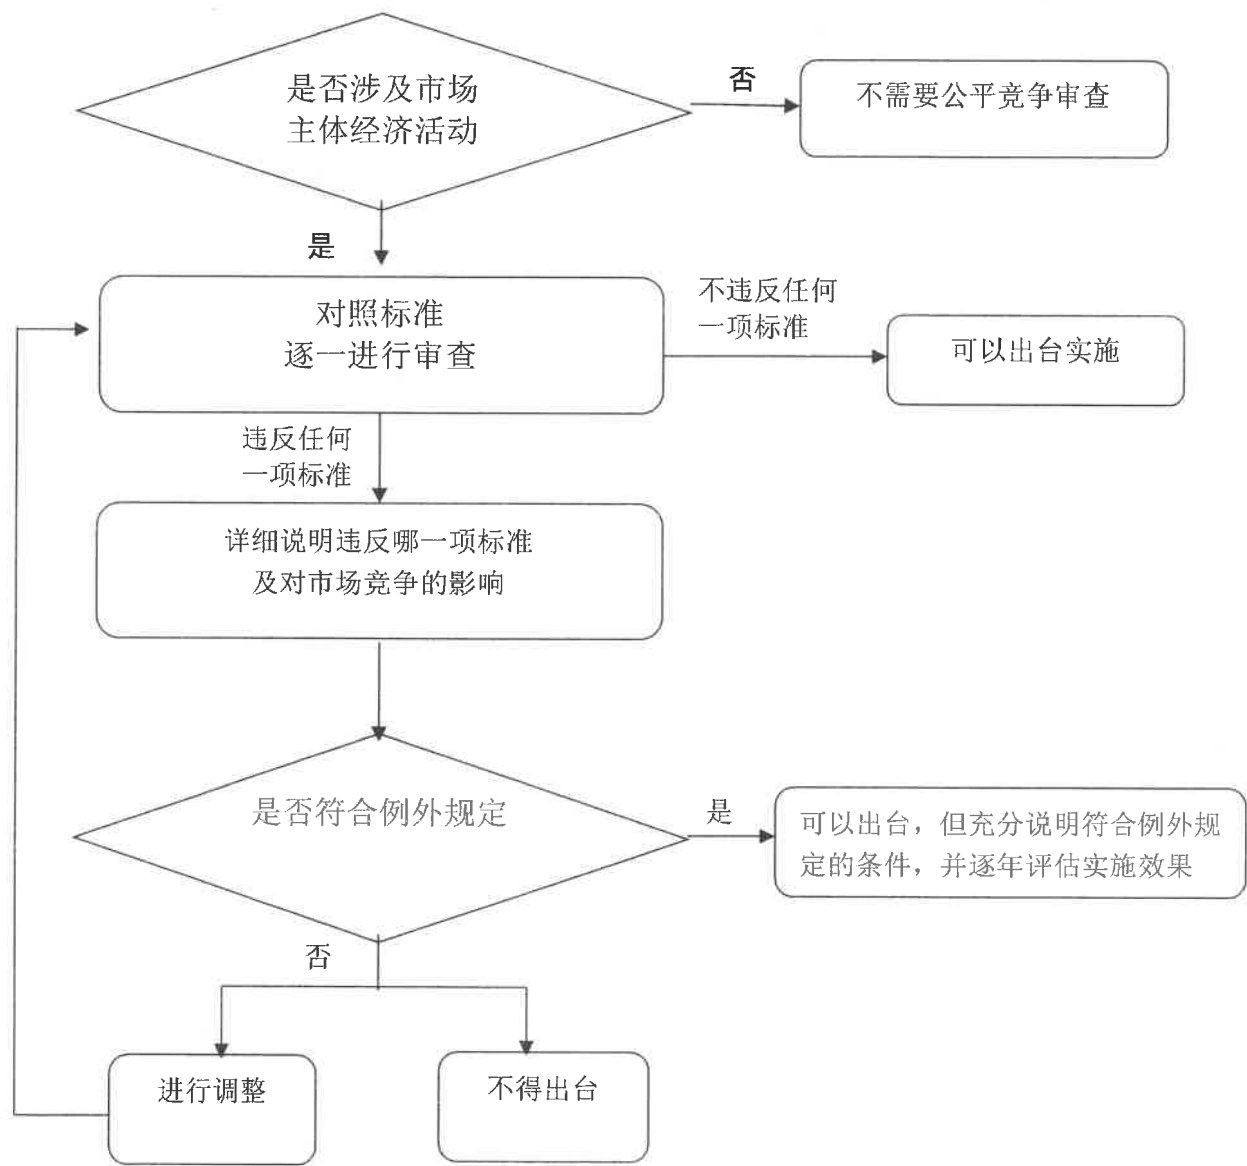 是否涉及市场
主体经济活动
否
不需要公平竞争审查
是
对照标准
逐一进行审查
不违反任何
一项标准
可以出台实施
违反任何
一项标准
详细说明违反哪一项标准
及对市场竞争的影响
是否符合例外规定
是
可以出台，但充分说明符合例外规
定的条件，并逐年评估实施效果
否
进行调整
不得出台